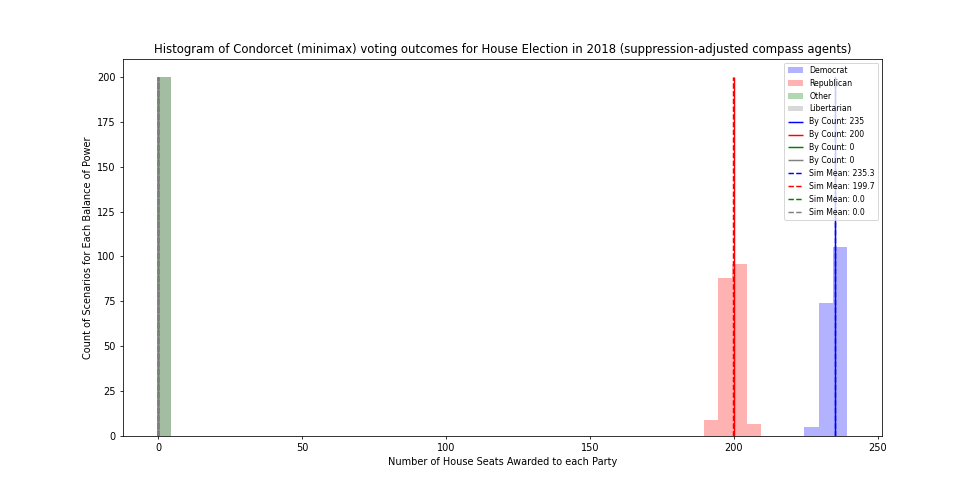 Histogram of Condorcet (minimax) voting outcomes for House Election in 2018 (suppression-adjusted compass agents)
Count of Scenarios for Each Balance of Power
200
175
150
125
100
75
50
25
0
Democrat
Republican
Other
Libertarian
By Count: 235
By Count: 200
By Count: 0
By Count: 0
Sim Mean: 235.3
Sim Mean: 199.7
Sim Mean: 0.0
Sim Mean: 0.0
0 50 100 150 200 250
Number of House Seats Awarded to each Party